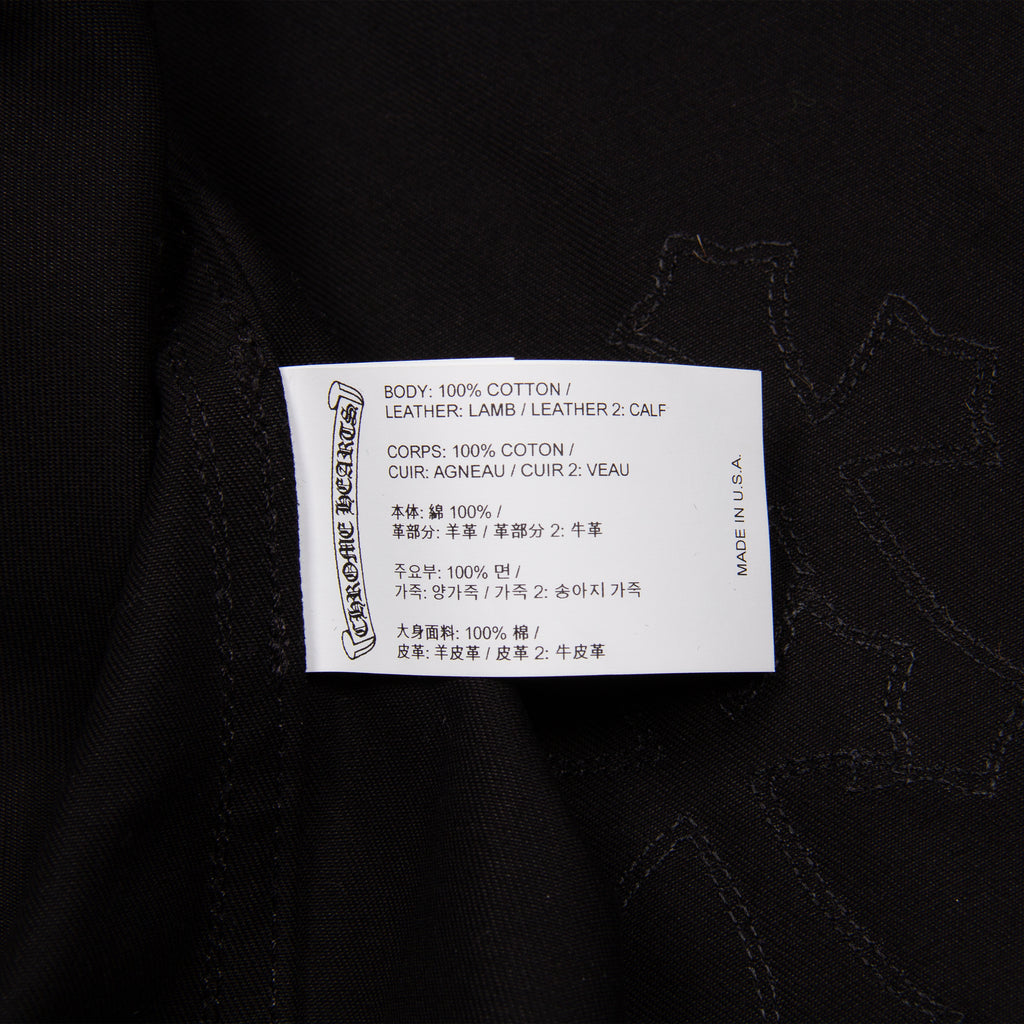 CHROME HEARTS
BODY: 100% COTTON /
LEATHER: LAMB / LEATHER 2: CALF
CORPS: 100% COTON /
CUIR: AGNEAU / CUIR 2: VEAU
本体: 綿 100% /
革部分: 羊革 / 革部分 2: 牛革
주요부: 100% 면 /
가죽: 양가죽 / 가죽 2: 송아지 가죽
大身面料: 100% 棉 /
皮革: 羊皮革 / 皮革 2: 牛皮革
MADE IN U.S.A.